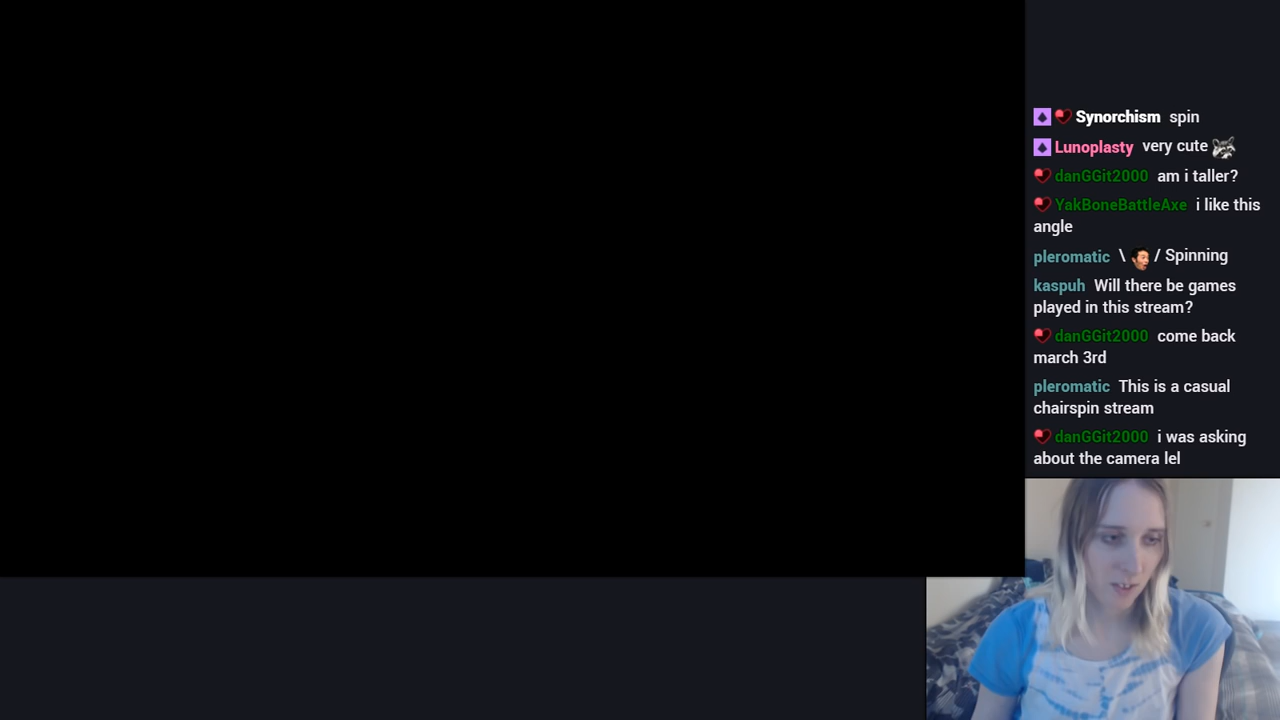 Synorchism spin
Lunoplasty very cute
danGGit2000 am i taller?
YakBoneBattleAxe i like this
angle
pleromatic \ / Spinning
kaspuh Will there be games
played in this stream?
danGGit2000 come back
march 3rd
pleromatic This is a casual
chairspin stream
danGGit2000 i was asking
about the camera lel